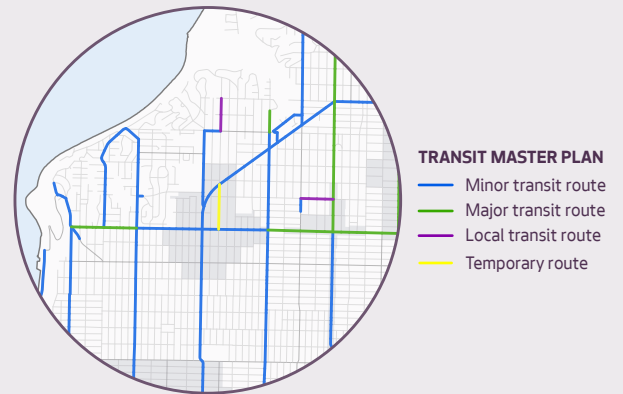 TRANSIT MASTER PLAN
Minor transit route
Major transit route
Local transit route
Temporary route